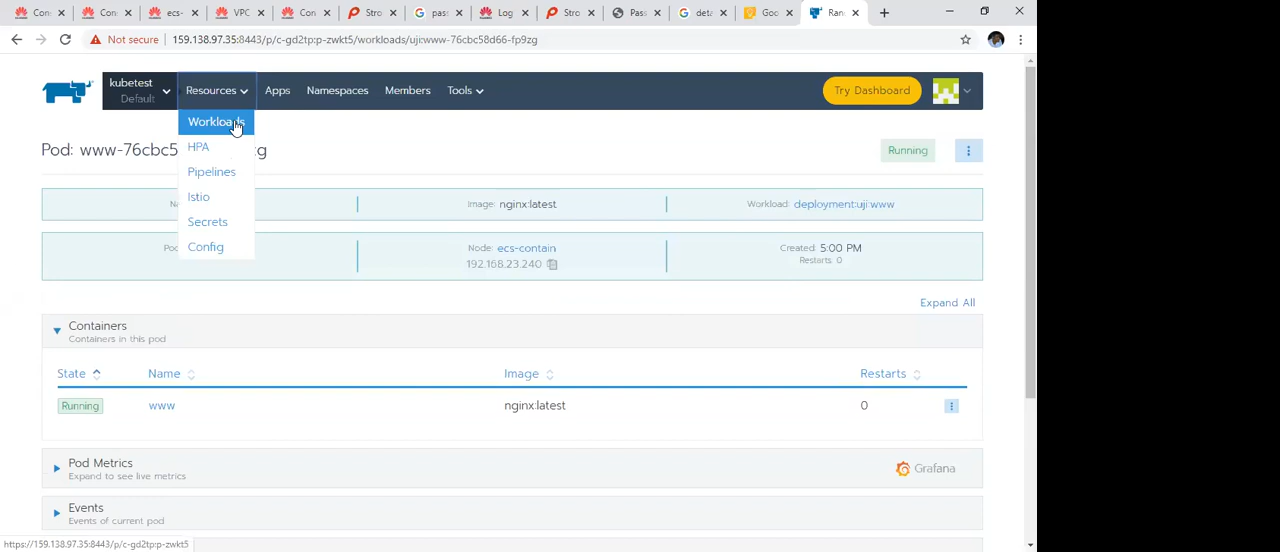 Con
Con
ecs-
VPC
Con
Stro
pass
Log
Stro
Pass
deta
Goo
Ran
Not secure
159.138.97.35:8443/p/c-gd2tp:p-zwkt5/workloads/uji:www-76cbc58d66-fp9zg
kubetest
Default
Resources
Apps
Namespaces
Members
Tools
Try Dashboard
Workloads
HPA
Pipelines
Istio
Secrets
Config
Pod: www-76cbc5
zg
Running
Na
Image: nginx:latest
Workload: deployment:uji:www
Pod
Node: ecs-contain
192.168.23.240
Created: 5:00 PM
Restarts: 0
Expand All
Containers
Containers in this pod
State
Name
Image
Restarts
Running
www
nginx:latest
0
Pod Metrics
Expand to see live metrics
Grafana
Events
Events of current pod
https://159.138.97.35:8443/p/c-gd2tp:p-zwkt5